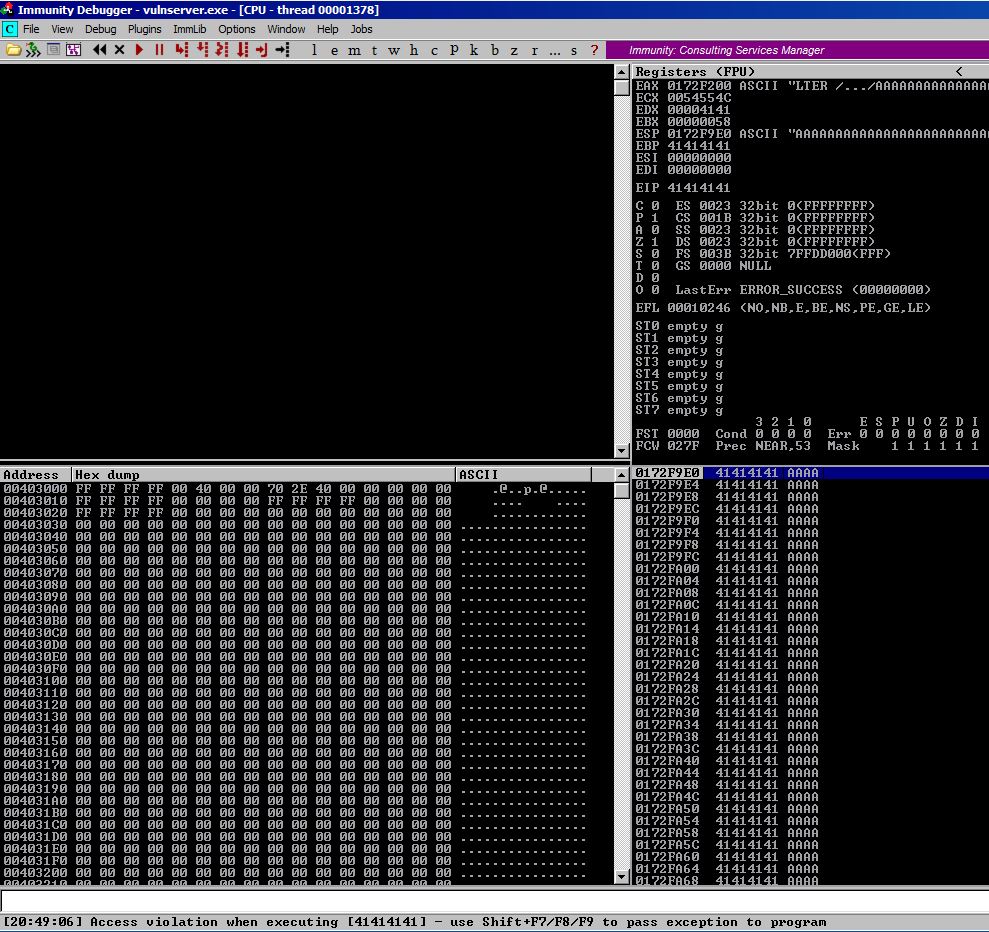 Immunity Debugger - vulnserver.exe - [CPU - thread 00001378]
C File View Debug Plugins ImmLib Options Window Help Jobs
l e m t w h c P k b z r ... s ? Immunity: Consulting Services Manager
Registers (FPU) <
EAX 0172F200 ASCII "LTER /.../AAAAAAAAAAAAAA
ECX 0054554C
EDX 00004141
EBX 00000058
ESP 0172F9E0 ASCII "AAAAAAAAAAAAAAAAAAAAAAAA
EBP 41414141
ESI 00000000
EDI 00000000
EIP 41414141
C 0 ES 0023 32bit 0(FFFFFFFF)
P 1 CS 001B 32bit 0(FFFFFFFF)
A 0 SS 0023 32bit 0(FFFFFFFF)
Z 1 DS 0023 32bit 0(FFFFFFFF)
S 0 FS 003B 32bit 7FFDD000(FFF)
T 0 GS 0000 NULL
D 0
O 0 LastErr ERROR_SUCCESS (00000000)
EFL 00010246 (NO,NB,E,BE,NS,PE,GE,LE)
ST0 empty g
ST1 empty g
ST2 empty g
ST3 empty g
ST4 empty g
ST5 empty g
ST6 empty g
ST7 empty g
3 2 1 0 E S P U O Z D I
FST 0000 Cond 0 0 0 0 Err 0 0 0 0 0 0 0 0
FCW 027F Prec NEAR,53 Mask 1 1 1 1 1 1
Address Hex dump ASCII
00403000 FF FF FF FF 00 40 00 00 70 2E 40 00 00 00 00 00 .@..p.@.....
00403010 FF FF FF FF 00 00 00 00 FF FF FF FF 00 00 00 00 .... ....
00403020 FF FF FF FF 00 00 00 00 00 00 00 00 00 00 00 00 ............
00403030 00 00 00 00 00 00 00 00 00 00 00 00 00 00 00 00 ................
00403040 00 00 00 00 00 00 00 00 00 00 00 00 00 00 00 00 ................
00403050 00 00 00 00 00 00 00 00 00 00 00 00 00 00 00 00 ................
00403060 00 00 00 00 00 00 00 00 00 00 00 00 00 00 00 00 ................
00403070 00 00 00 00 00 00 00 00 00 00 00 00 00 00 00 00 ................
00403080 00 00 00 00 00 00 00 00 00 00 00 00 00 00 00 00 ................
00403090 00 00 00 00 00 00 00 00 00 00 00 00 00 00 00 00 ................
004030A0 00 00 00 00 00 00 00 00 00 00 00 00 00 00 00 00 ................
004030B0 00 00 00 00 00 00 00 00 00 00 00 00 00 00 00 00 ................
004030C0 00 00 00 00 00 00 00 00 00 00 00 00 00 00 00 00 ................
004030D0 00 00 00 00 00 00 00 00 00 00 00 00 00 00 00 00 ................
004030E0 00 00 00 00 00 00 00 00 00 00 00 00 00 00 00 00 ................
004030F0 00 00 00 00 00 00 00 00 00 00 00 00 00 00 00 00 ................
00403100 00 00 00 00 00 00 00 00 00 00 00 00 00 00 00 00 ................
00403110 00 00 00 00 00 00 00 00 00 00 00 00 00 00 00 00 ................
00403120 00 00 00 00 00 00 00 00 00 00 00 00 00 00 00 00 ................
00403130 00 00 00 00 00 00 00 00 00 00 00 00 00 00 00 00 ................
00403140 00 00 00 00 00 00 00 00 00 00 00 00 00 00 00 00 ................
00403150 00 00 00 00 00 00 00 00 00 00 00 00 00 00 00 00 ................
00403160 00 00 00 00 00 00 00 00 00 00 00 00 00 00 00 00 ................
00403170 00 00 00 00 00 00 00 00 00 00 00 00 00 00 00 00 ................
00403180 00 00 00 00 00 00 00 00 00 00 00 00 00 00 00 00 ................
00403190 00 00 00 00 00 00 00 00 00 00 00 00 00 00 00 00 ................
004031A0 00 00 00 00 00 00 00 00 00 00 00 00 00 00 00 00 ................
004031B0 00 00 00 00 00 00 00 00 00 00 00 00 00 00 00 00 ................
004031C0 00 00 00 00 00 00 00 00 00 00 00 00 00 00 00 00 ................
004031D0 00 00 00 00 00 00 00 00 00 00 00 00 00 00 00 00 ................
004031E0 00 00 00 00 00 00 00 00 00 00 00 00 00 00 00 00 ................
004031F0 00 00 00 00 00 00 00 00 00 00 00 00 00 00 00 00 ................
00403200 00 00 00 00 00 00 00 00 00 00 00 00 00 00 00 00 ................
00403210 00 00 00 00 00 00 00 00 00 00 00 00 00 00 00 00
0172F9E0 41414141 AAAA
0172F9E4 41414141 AAAA
0172F9E8 41414141 AAAA
0172F9EC 41414141 AAAA
0172F9F0 41414141 AAAA
0172F9F4 41414141 AAAA
0172F9F8 41414141 AAAA
0172F9FC 41414141 AAAA
0172FA00 41414141 AAAA
0172FA04 41414141 AAAA
0172FA08 41414141 AAAA
0172FA0C 41414141 AAAA
0172FA10 41414141 AAAA
0172FA14 41414141 AAAA
0172FA18 41414141 AAAA
0172FA1C 41414141 AAAA
0172FA20 41414141 AAAA
0172FA24 41414141 AAAA
0172FA28 41414141 AAAA
0172FA2C 41414141 AAAA
0172FA30 41414141 AAAA
0172FA34 41414141 AAAA
0172FA38 41414141 AAAA
0172FA3C 41414141 AAAA
0172FA40 41414141 AAAA
0172FA44 41414141 AAAA
0172FA48 41414141 AAAA
0172FA4C 41414141 AAAA
0172FA50 41414141 AAAA
0172FA54 41414141 AAAA
0172FA58 41414141 AAAA
0172FA5C 41414141 AAAA
0172FA60 41414141 AAAA
0172FA64 41414141 AAAA
0172FA68 41414141 AAAA
[20:49:06] Access violation when executing [41414141] - use Shift+F7/F8/F9 to pass exception to program